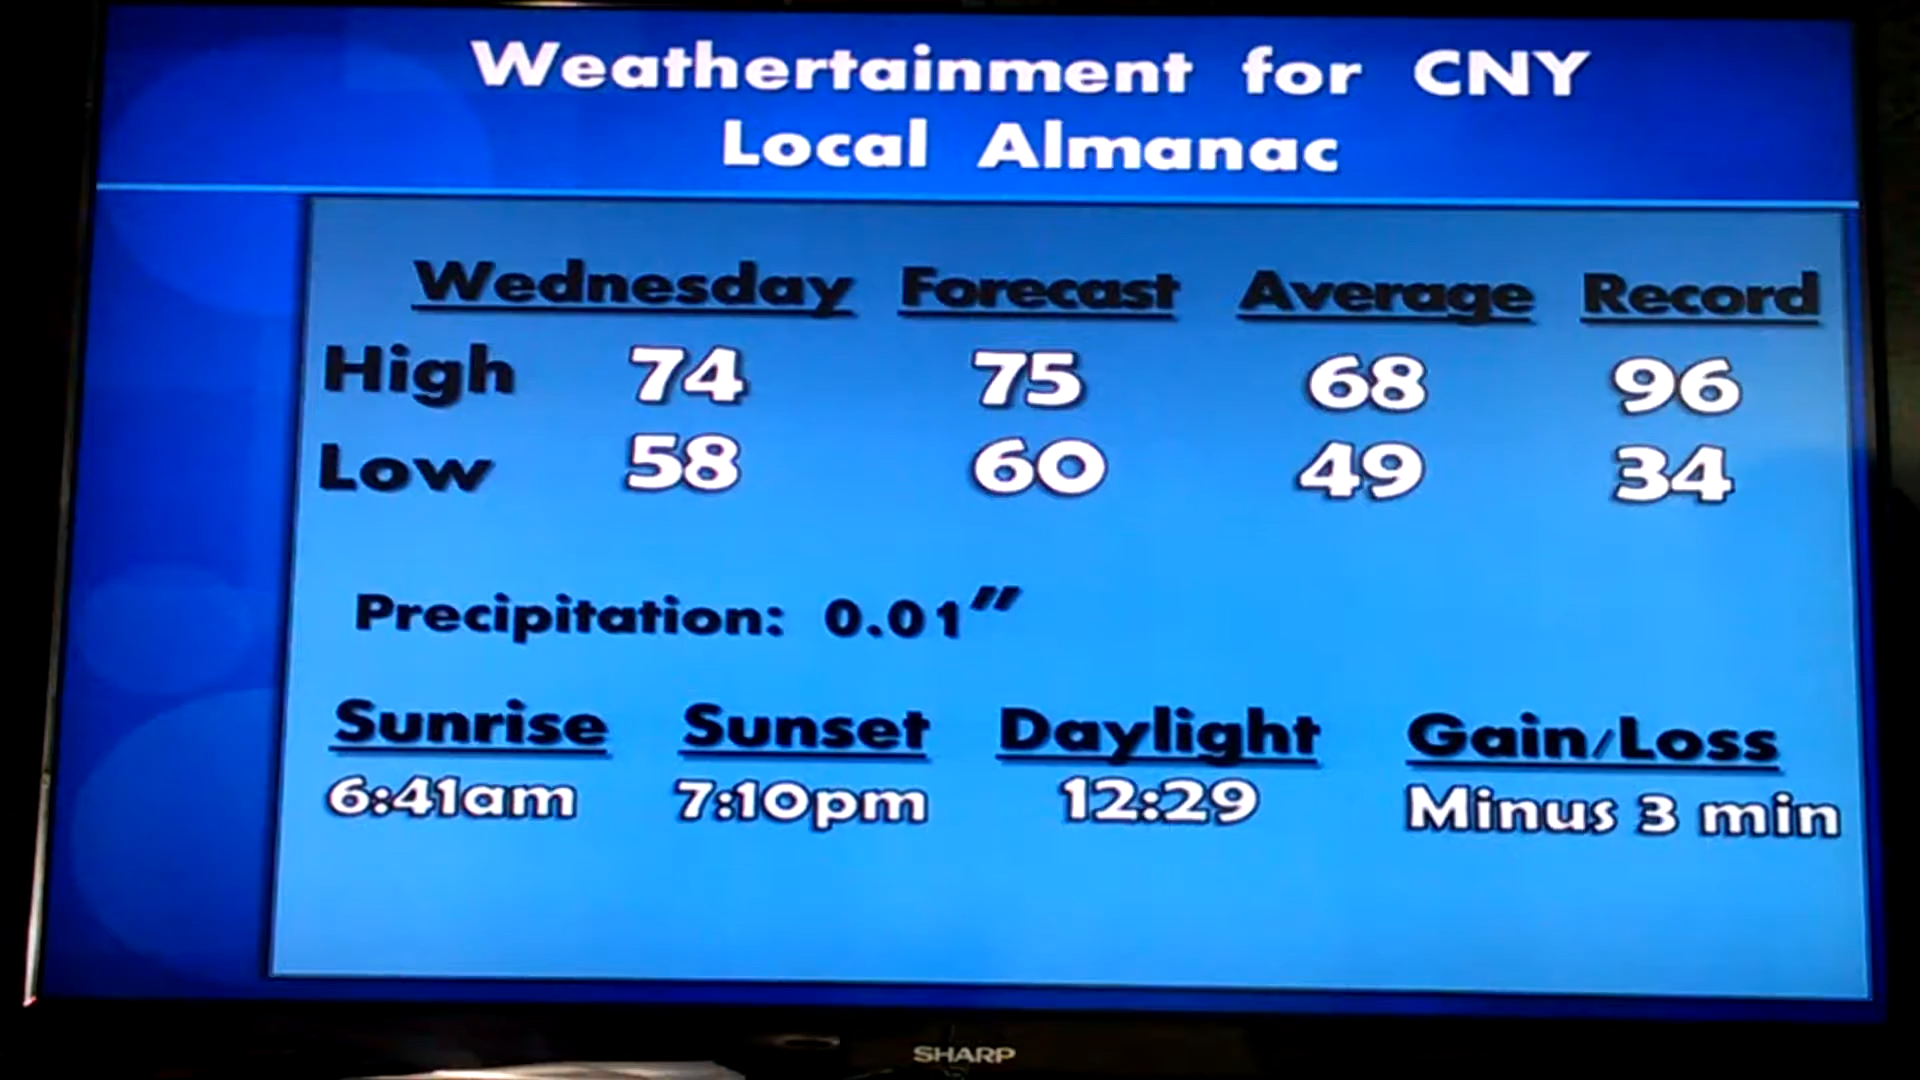 Weathertainment for CNY
Local Almanac
Wednesday Forecast Average Record
High 74 75 68 96
Low 58 60 49 34
Precipitation: 0.01"
Sunrise Sunset Daylight Gain/Loss
6:41am 7:10pm 12:29 Minus 3 min
SHARP